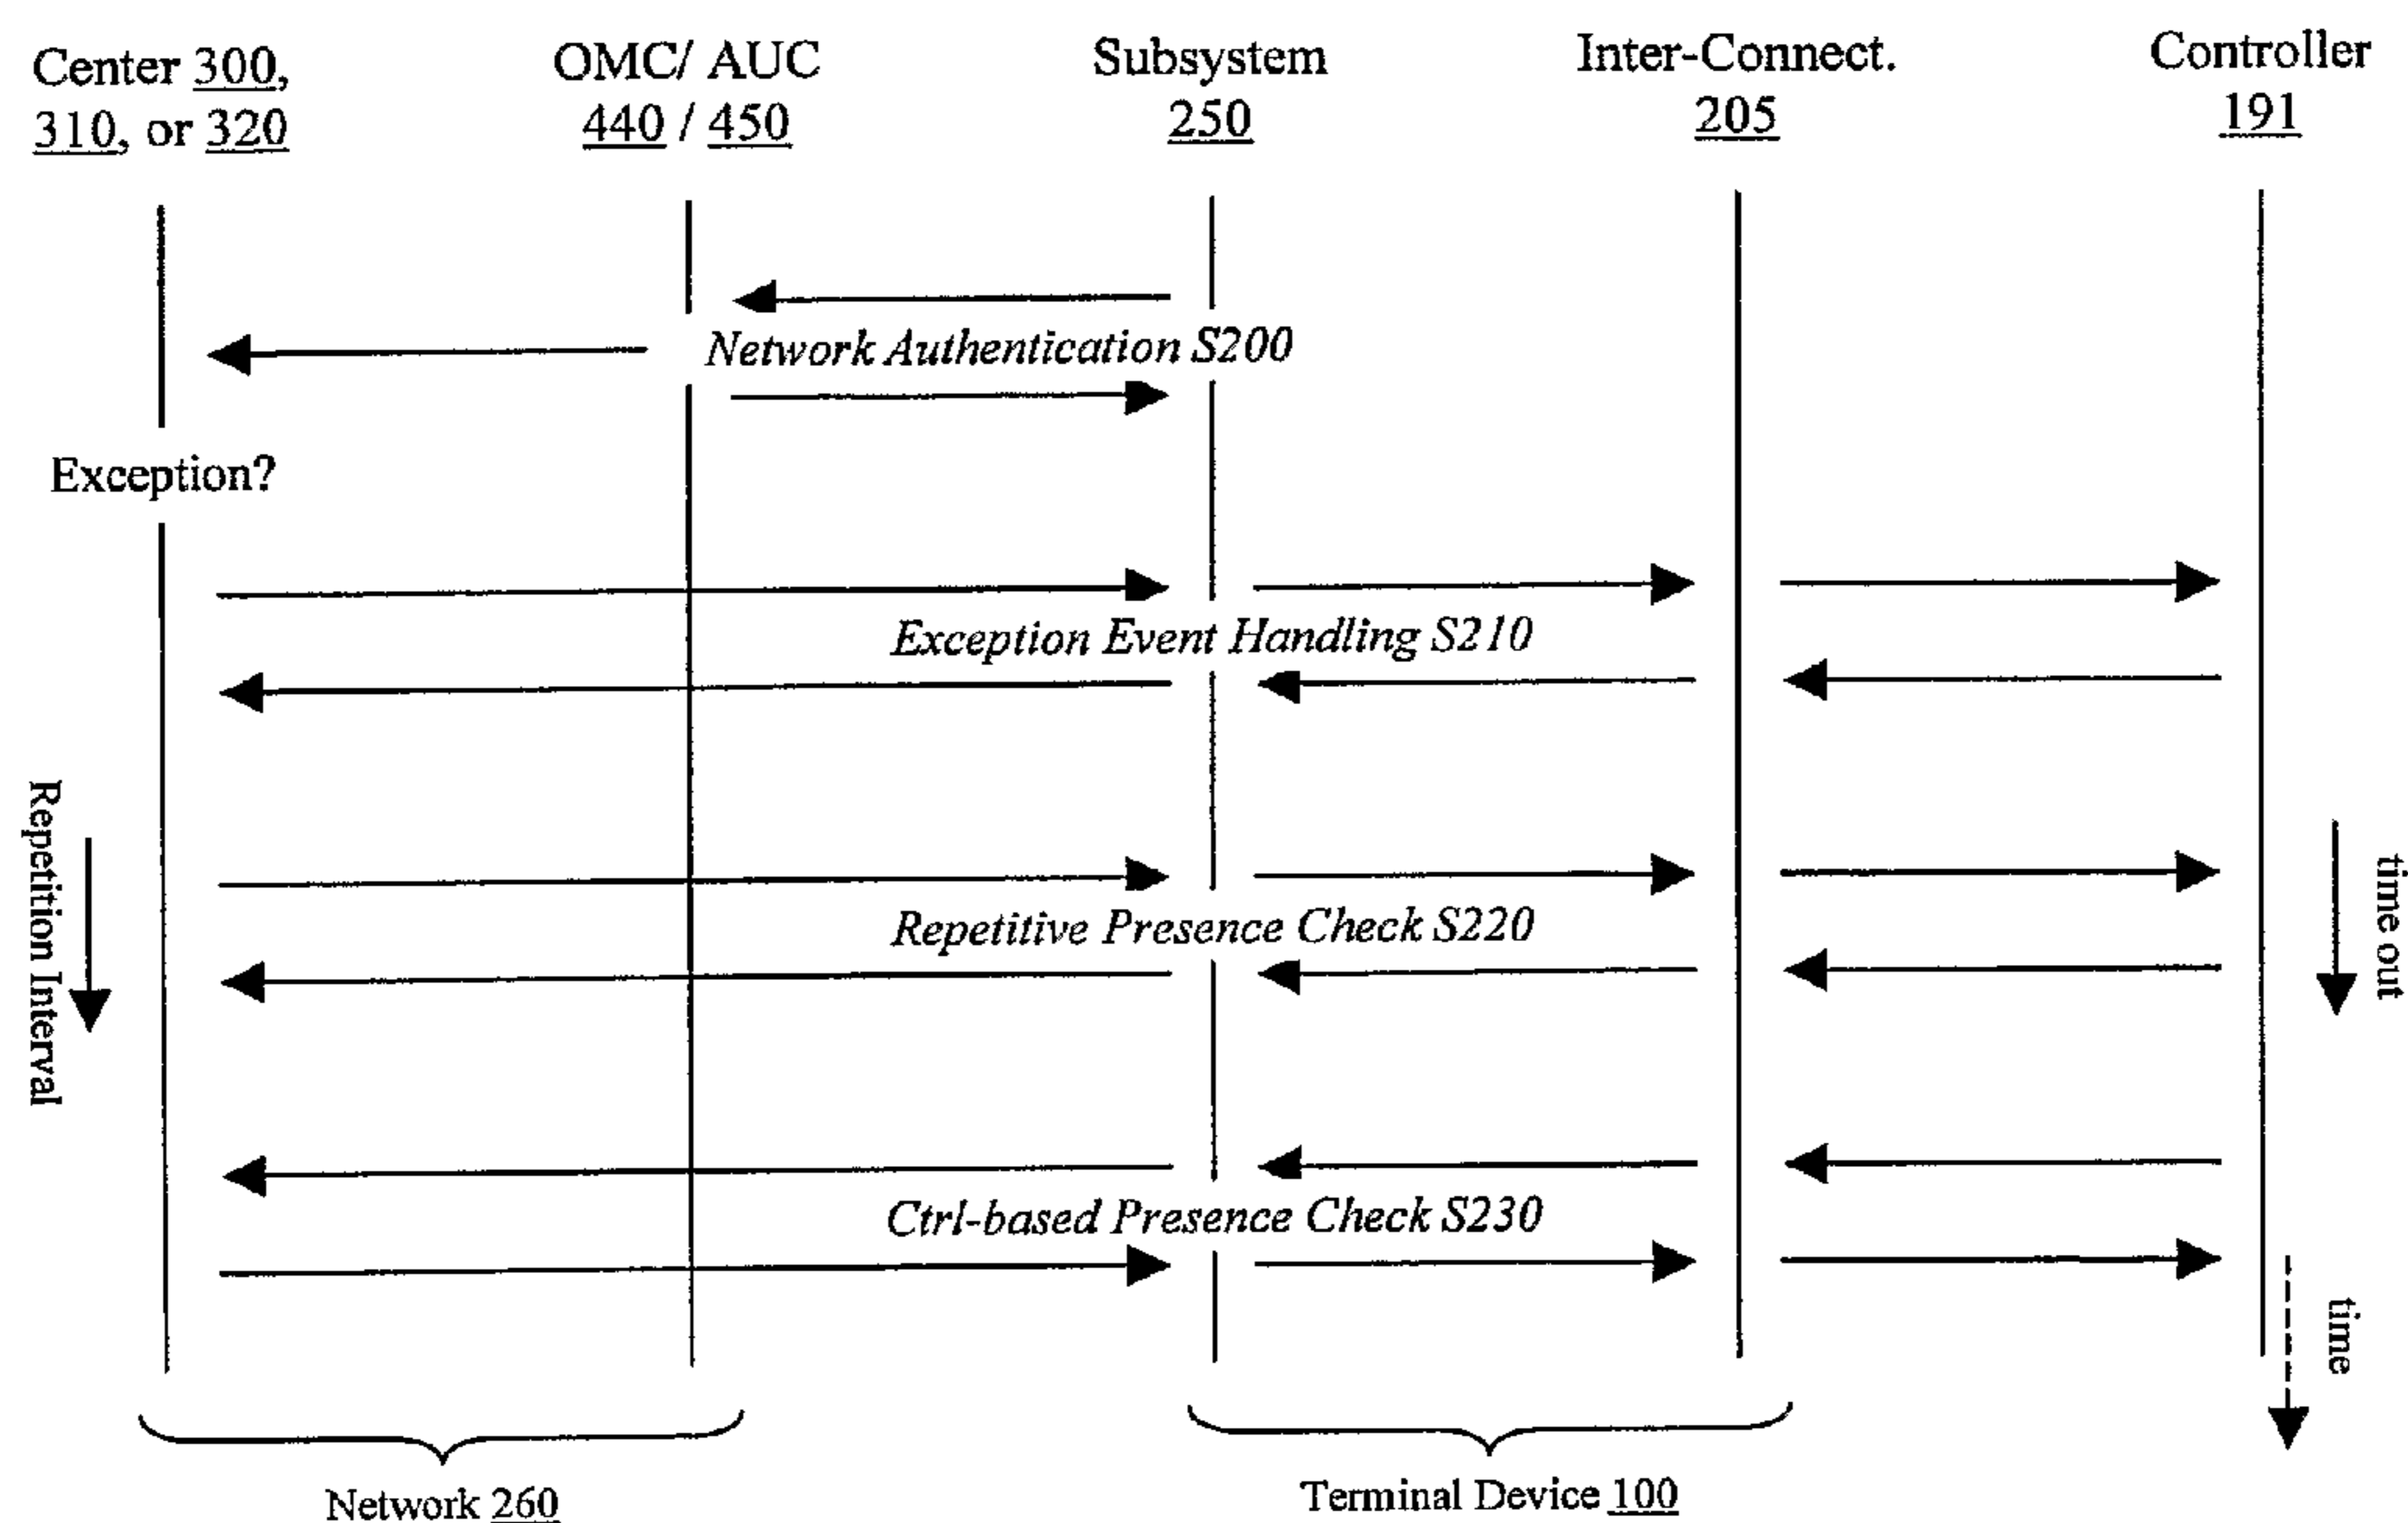 Center 300,
310, or 320
OMC/ AUC
440 / 450
Subsystem
250
Inter-Connect.
205
Controller
191
Network Authentication S200
Exception?
Exception Event Handling S210
Repetition Interval
time out
Repetitive Presence Check S220
Ctrl-based Presence Check S230
time
Network 260
Terminal Device 100